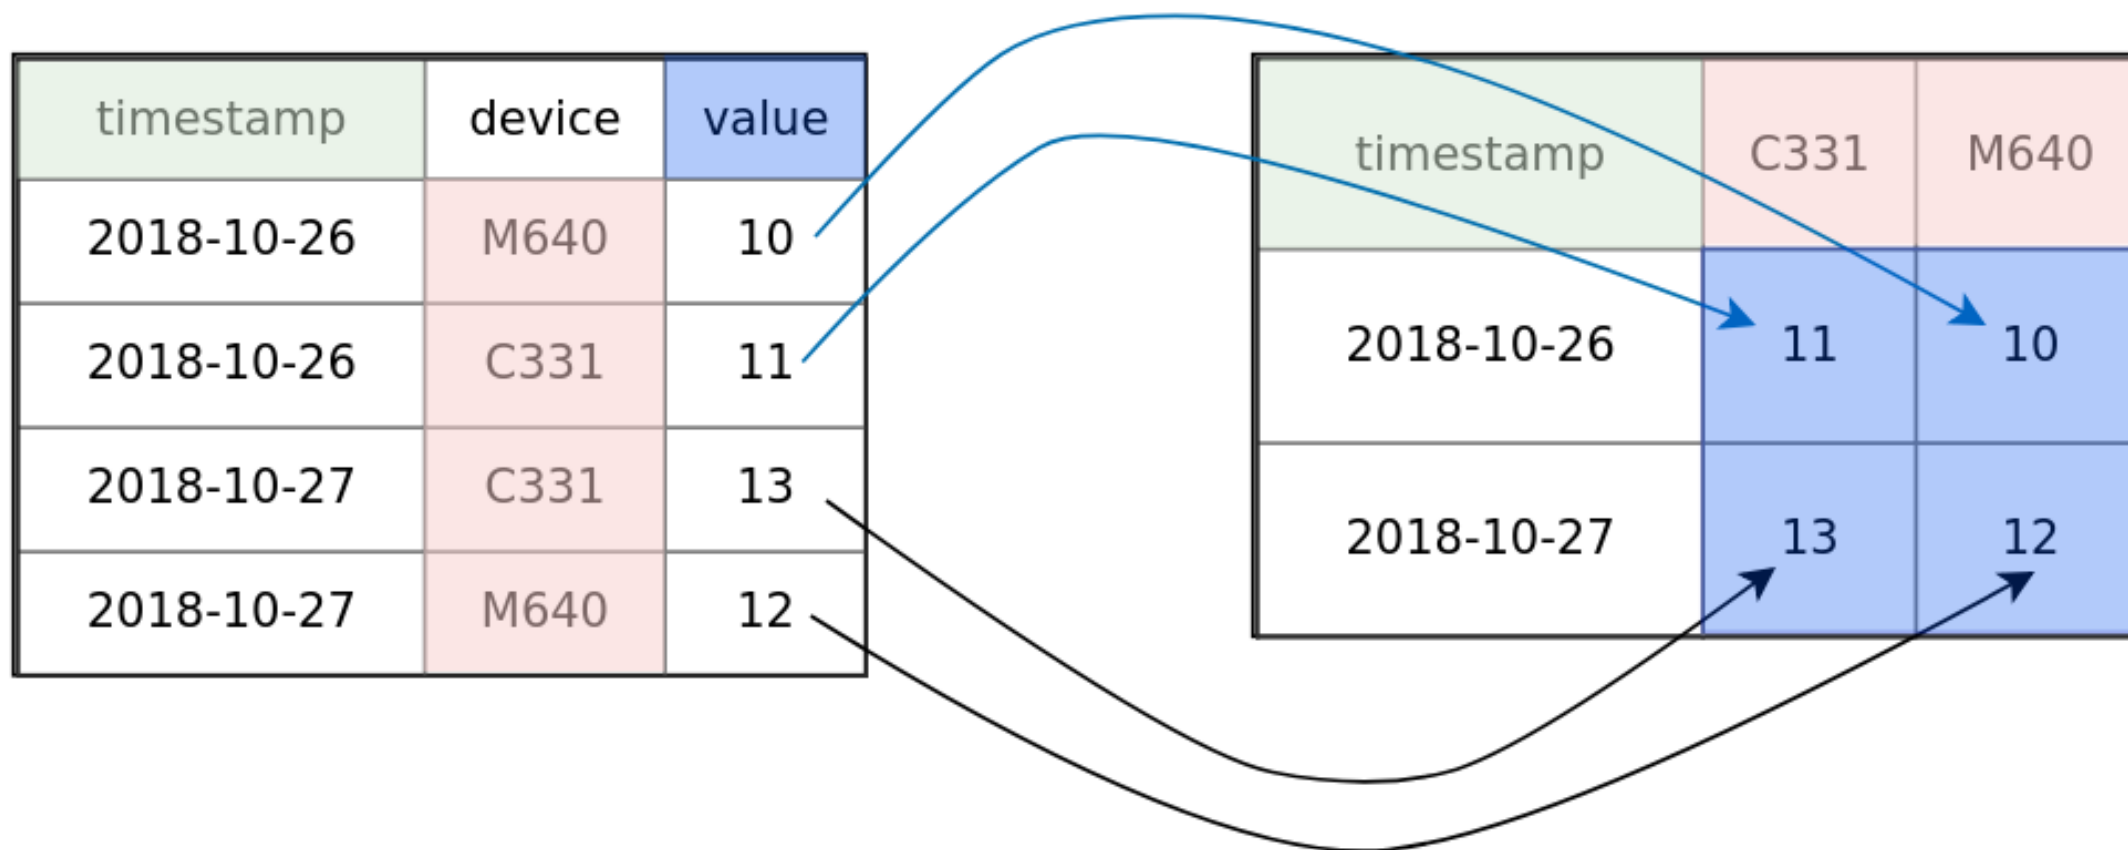 timestamp device value
2018-10-26 M640 10
2018-10-26 C331 11
2018-10-27 C331 13
2018-10-27 M640 12
timestamp C331 M640
2018-10-26 11 10
2018-10-27 13 12